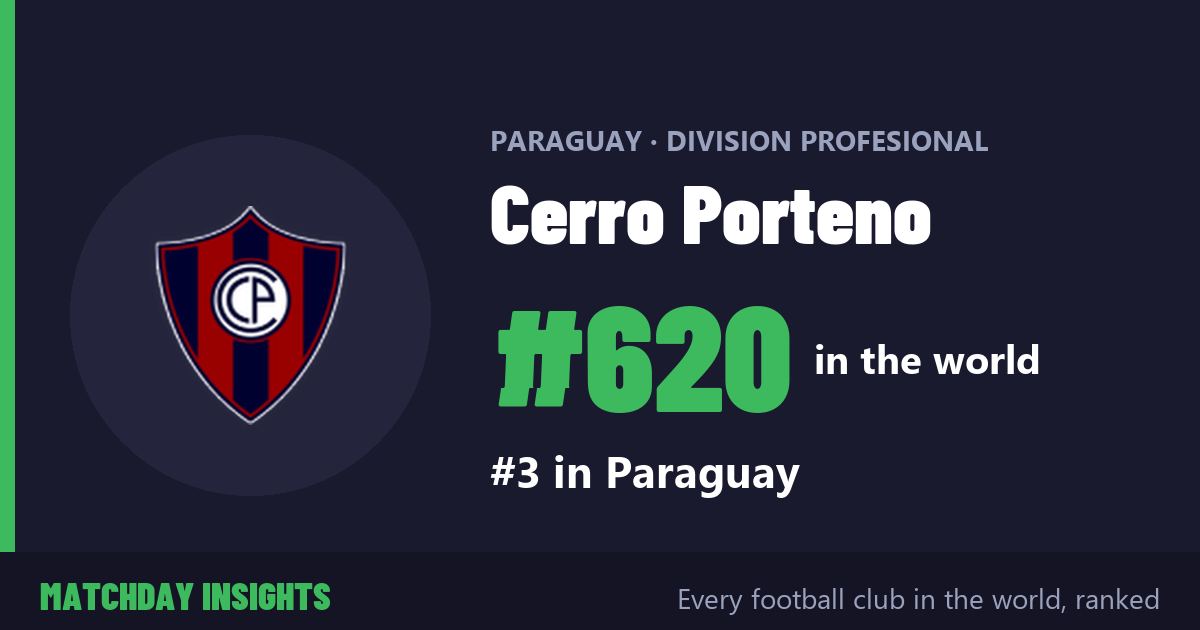 PARAGUAY · DIVISION PROFESIONAL
Cerro Porteno
CCP
#620 in the world
#3 in Paraguay
MATCHDAY INSIGHTS
Every football club in the world, ranked